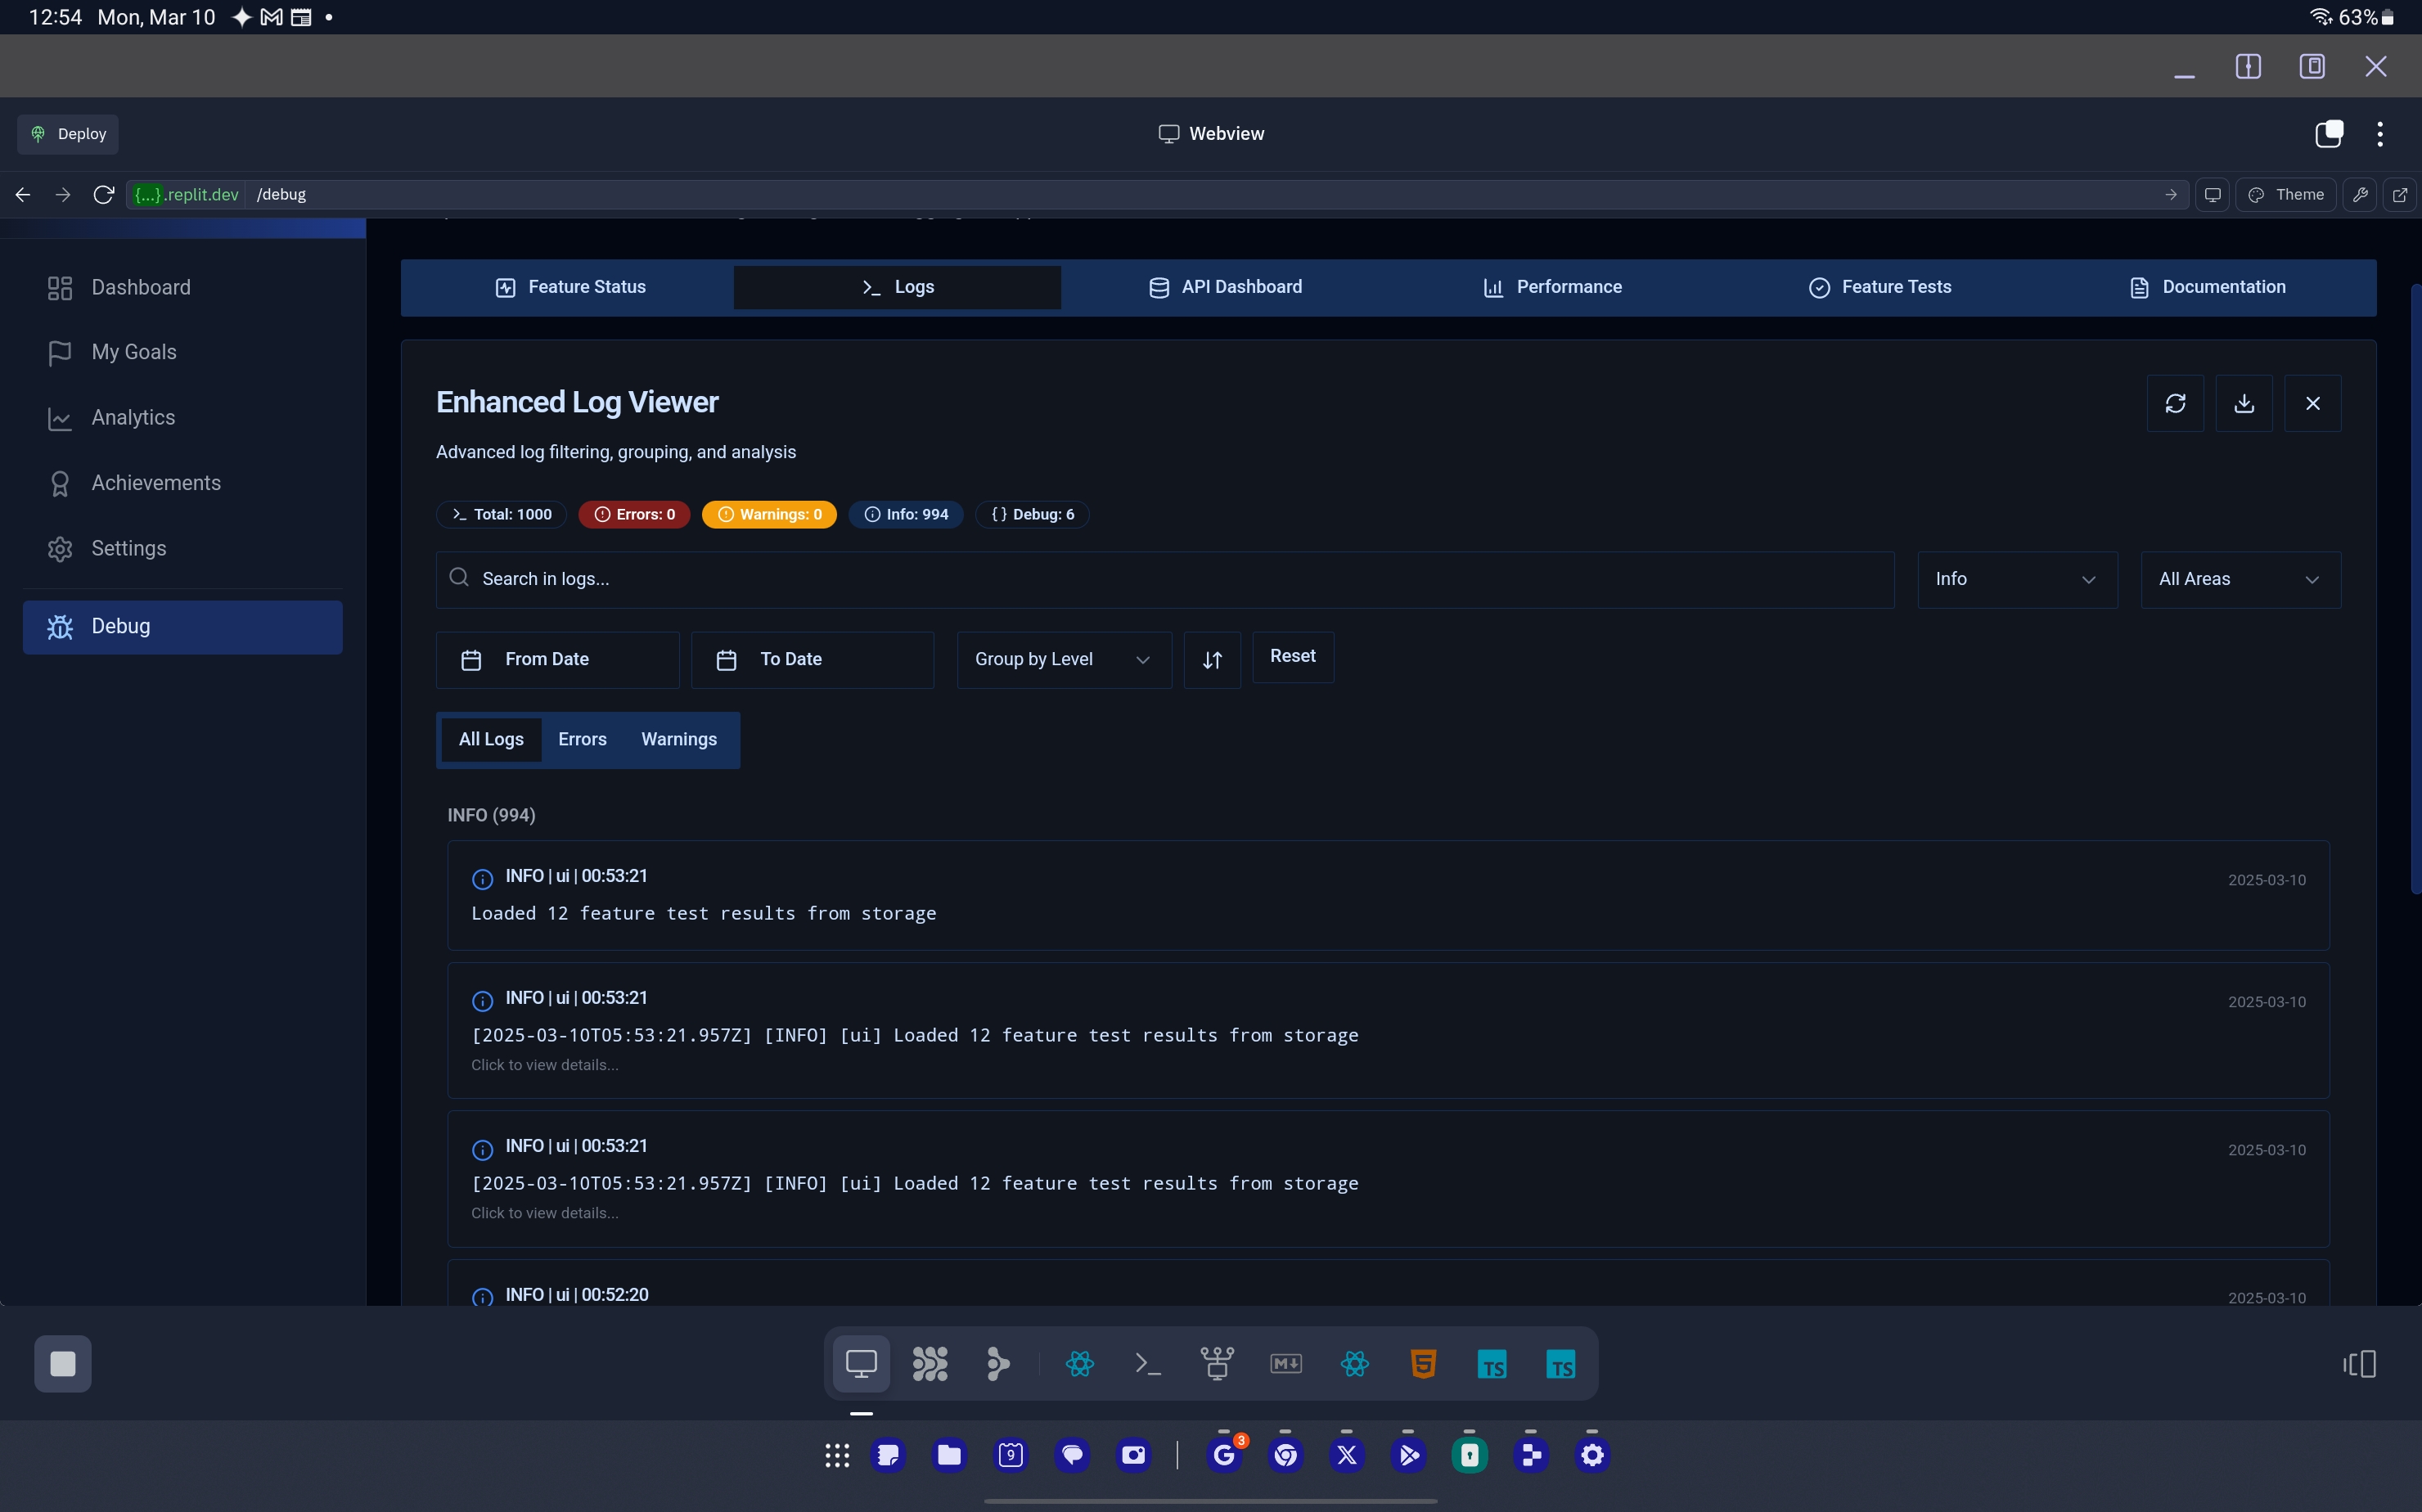 12:54 Mon, Mar 10
63%
Deploy
Webview
{...}.replit.dev /debug
Theme
Dashboard
My Goals
Analytics
Achievements
Settings
Debug
Feature Status
Logs
API Dashboard
Performance
Feature Tests
Documentation
Enhanced Log Viewer
Advanced log filtering, grouping, and analysis
Total: 1000
Errors: 0
Warnings: 0
Info: 994
{ } Debug: 6
Search in logs...
Info
All Areas
From Date
To Date
Group by Level
Reset
All Logs
Errors
Warnings
INFO (994)
INFO | ui | 00:53:21
2025-03-10
Loaded 12 feature test results from storage
INFO | ui | 00:53:21
2025-03-10
[2025-03-10T05:53:21.957Z] [INFO] [ui] Loaded 12 feature test results from storage
Click to view details...
INFO | ui | 00:53:21
2025-03-10
[2025-03-10T05:53:21.957Z] [INFO] [ui] Loaded 12 feature test results from storage
Click to view details...
INFO | ui | 00:52:20
2025-03-10
M
5
TS
TS
9
G
3
X